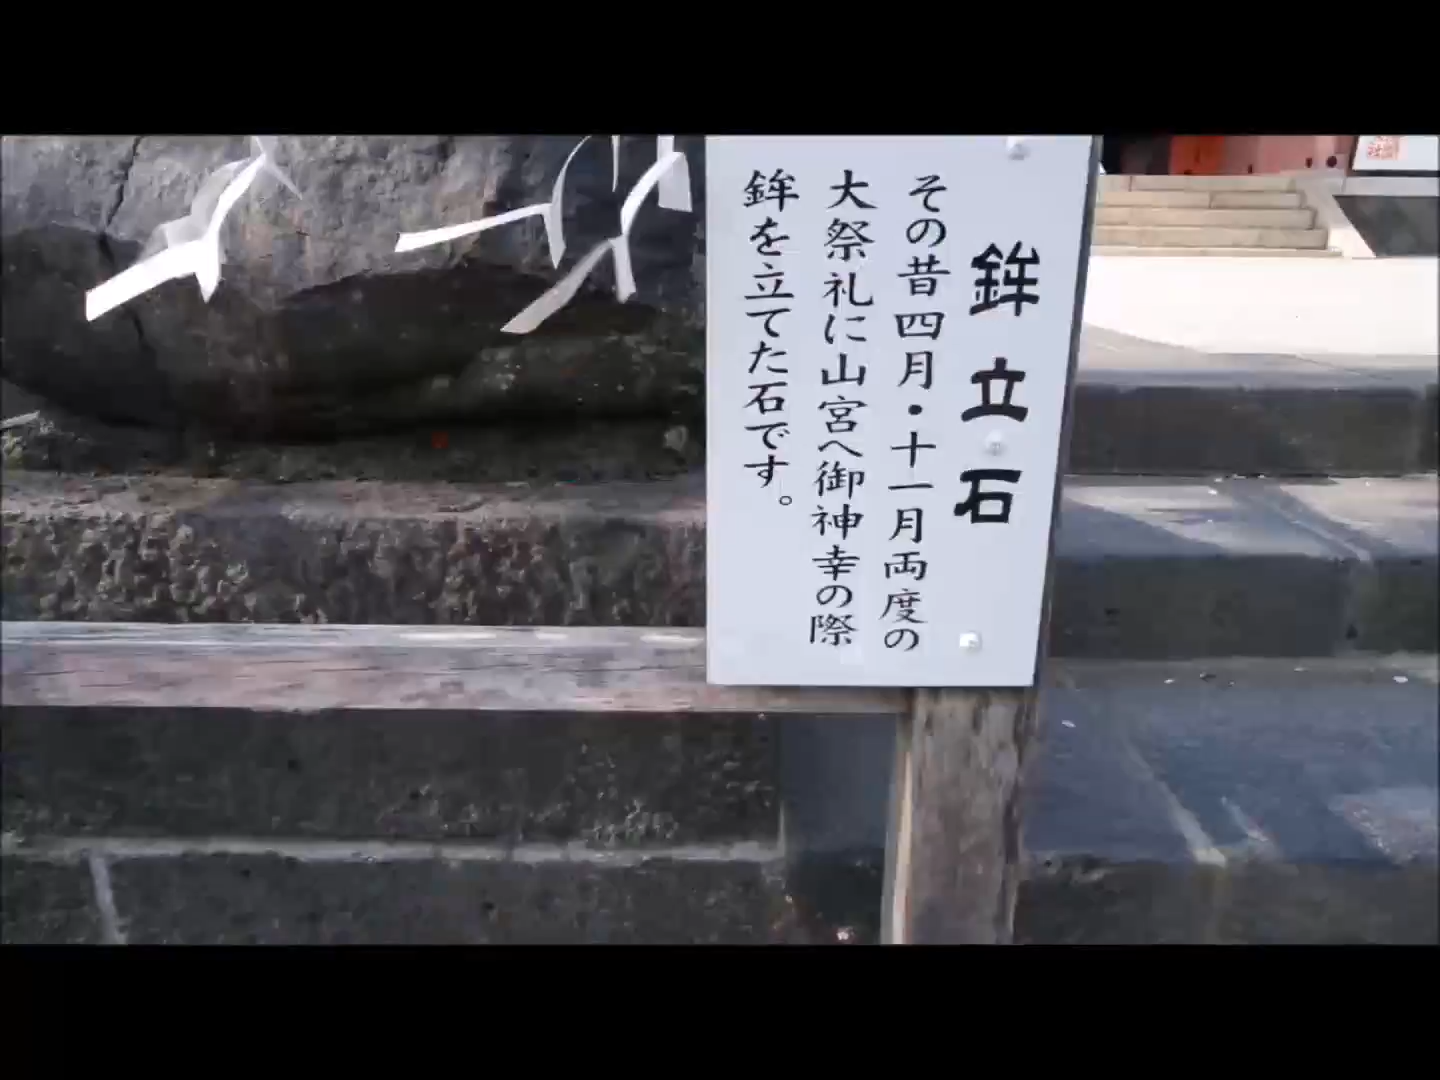 鉾立石
その昔四月・十一月両度の
大祭礼に山宮へ御神幸の際
鉾を立てた石です。